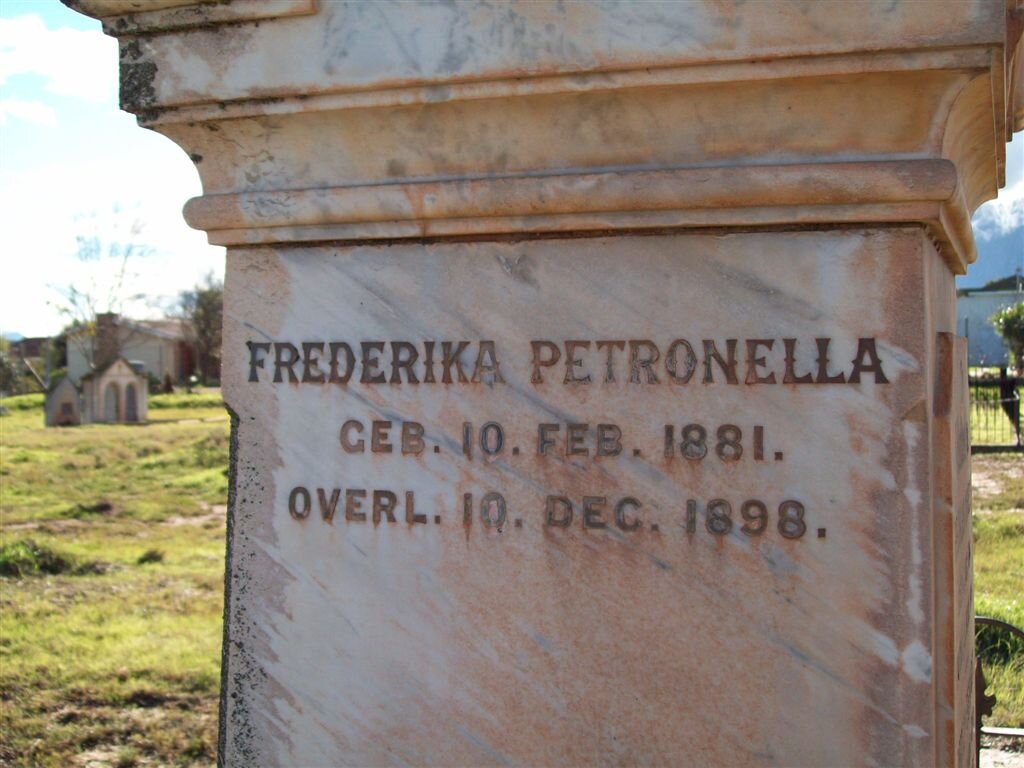 FREDERIKA PETRONELLA
GEB. 10. FEB. 1881.
OVERL. 10. DEC. 1898.